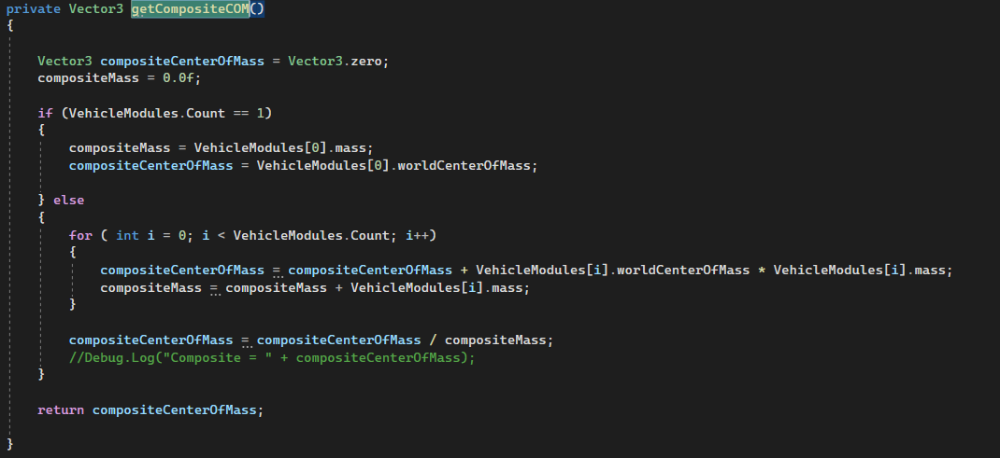 private Vector3 getCompositeCOM()
{
Vector3 compositeCenterOfMass = Vector3.zero;
compositeMass = 0.0f;
if (VehicleModules.Count == 1)
{
compositeMass = VehicleModules[0].mass;
compositeCenterOfMass = VehicleModules[0].worldCenterOfMass;
} else
{
for ( int i = 0; i < VehicleModules.Count; i++)
{
compositeCenterOfMass = compositeCenterOfMass + VehicleModules[i].worldCenterOfMass * VehicleModules[i].mass;
compositeMass = compositeMass + VehicleModules[i].mass;
}
compositeCenterOfMass = compositeCenterOfMass / compositeMass;
//Debug.Log("Composite = " + compositeCenterOfMass);
}
return compositeCenterOfMass;
}